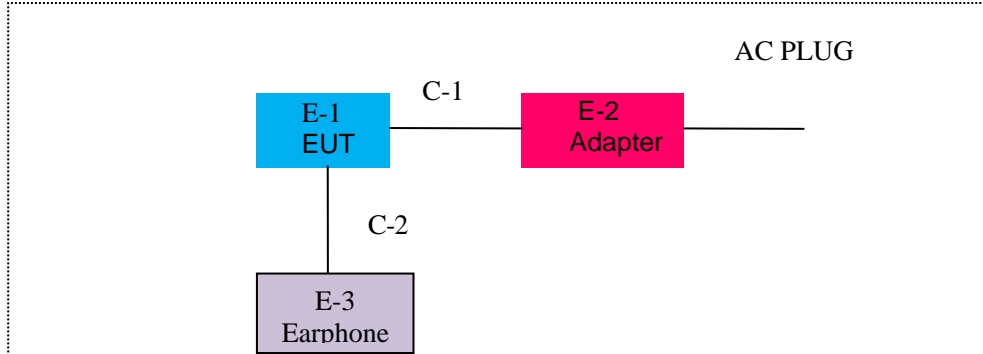 AC PLUG
C-1
E-1
EUT
E-2
Adapter
C-2
E-3
Earphone